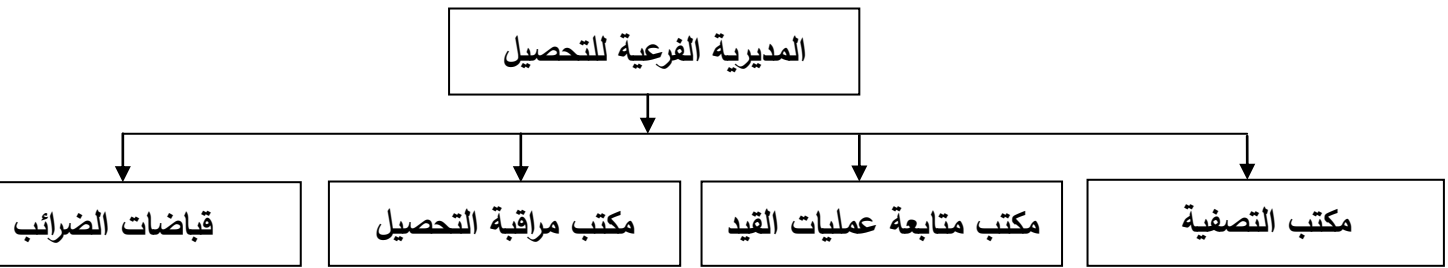 المديرية الفرعية للتحصيل
مكتب التصفية
مكتب متابعة عمليات القيد
مكتب مراقبة التحصيل
قباضات الضرائب